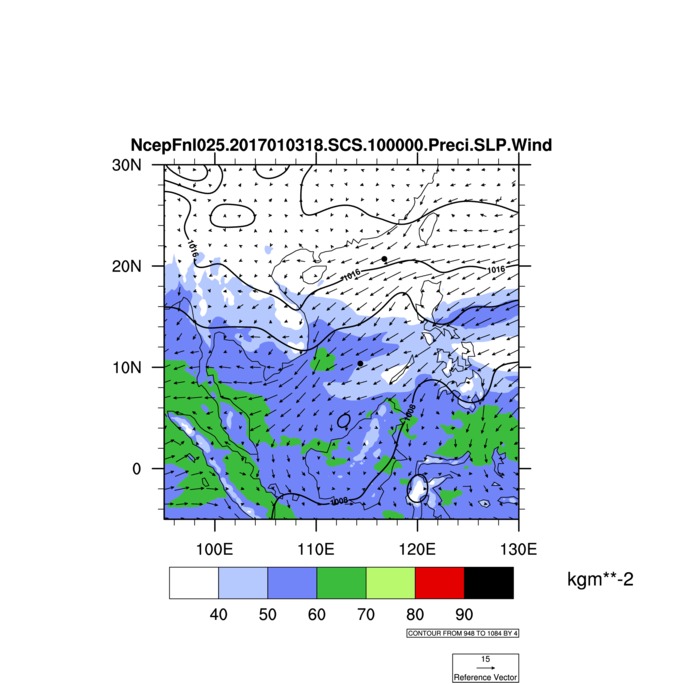 NcepFnl025.2017010318.SCS.100000.Preci.SLP.Wind
30N
20N
10N
0
1016
1016
1016
1008
1008
100E 110E 120E 130E
40 50 60 70 80 90
kgm**-2
CONTOUR FROM 948 TO 1084 BY 4
15
Reference Vector